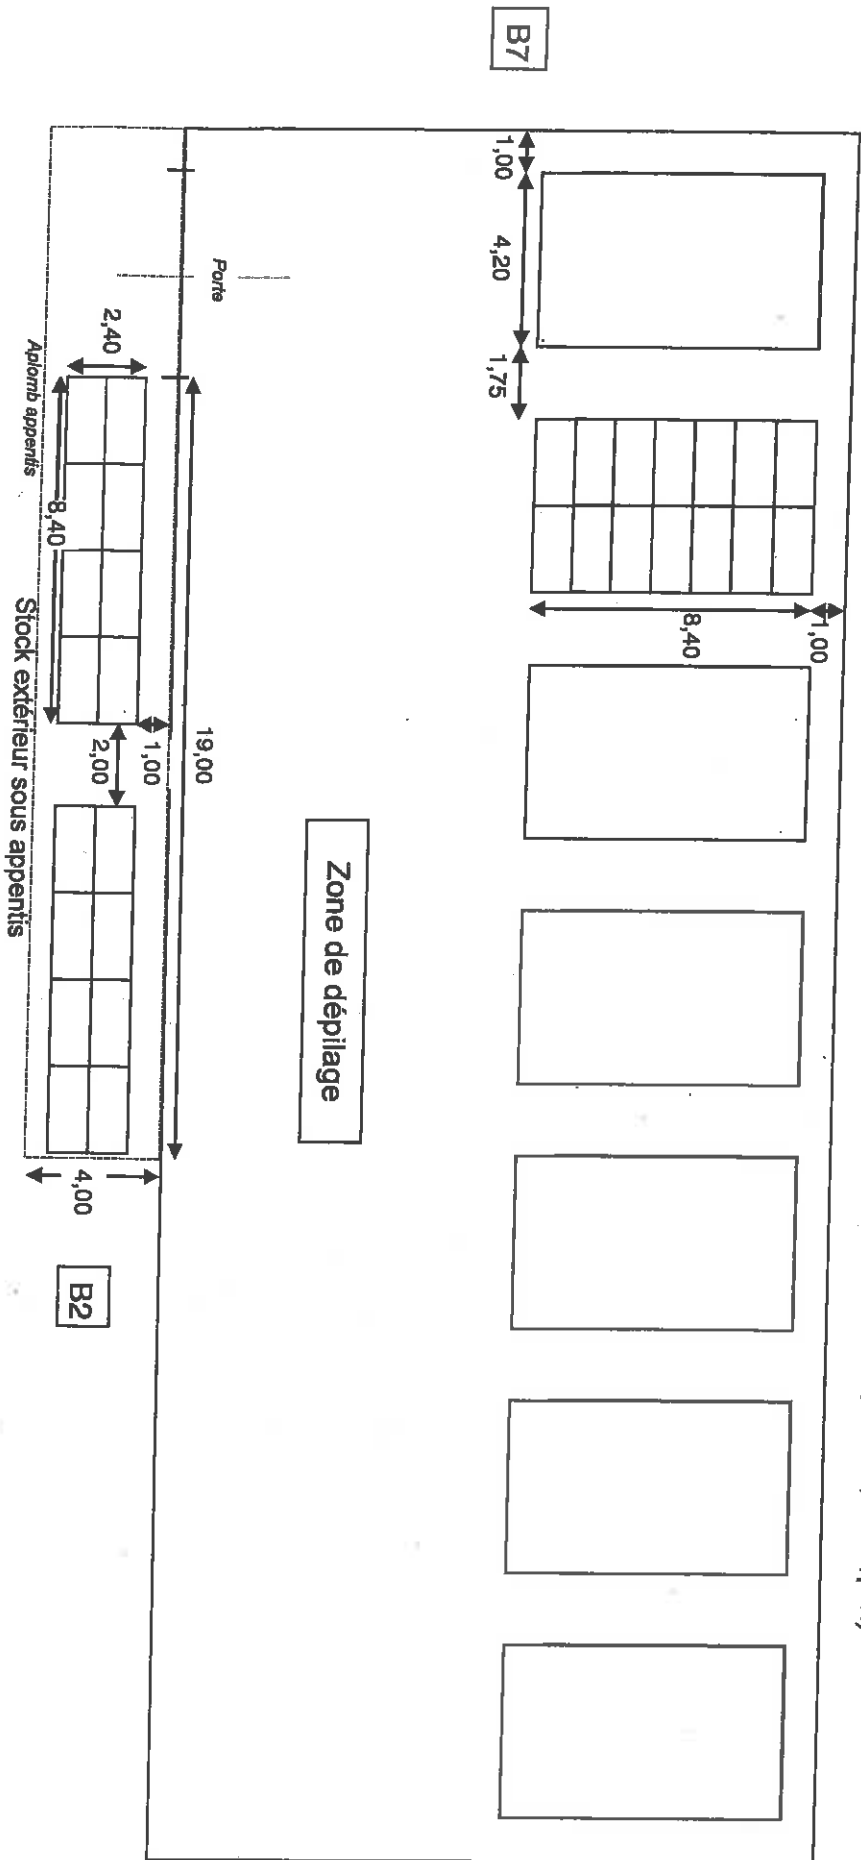 B7
1,00
4,20
1,75
8,40
1,00
Porte
2,40
Aplomb appentis
8,40
Stock extérieur sous appentis
19,00
1,00
2,00
Zone de dépilage
4,00
B2